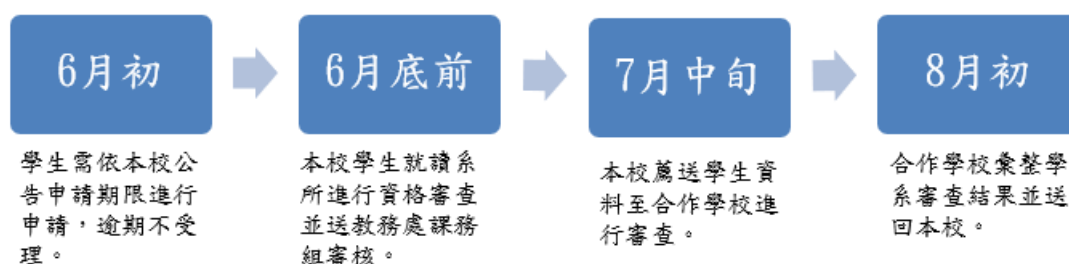 6月初
學生需依本校公
告申請期限進行
申請，逾期不受
理。
6月底前
本校學生就讀系
所進行資格審查
並送教務處課務
組審核。
7月中旬
本校薦送學生資
料至合作學校進
行審查。
8月初
合作學校彙整學
系審查結果並送
回本校。